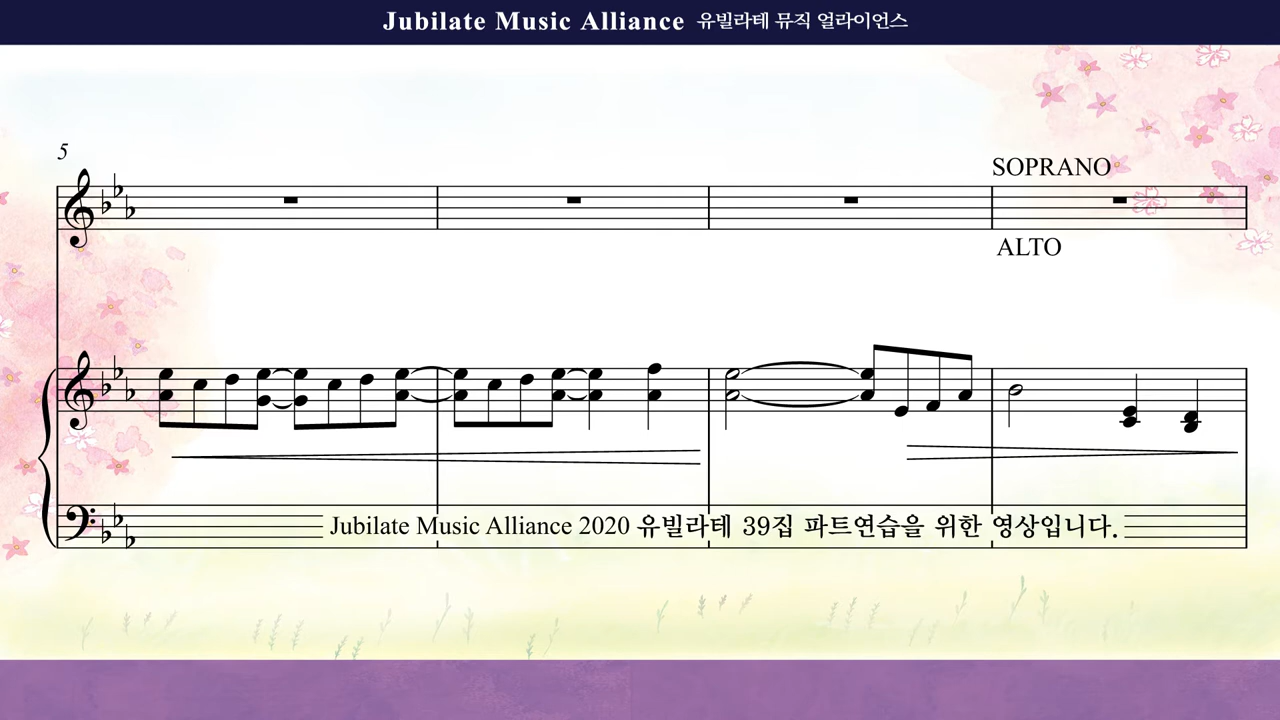 Jubilate Music Alliance 유빌라테 뮤직 얼라이언스
5
SOPRANO
ALTO
Jubilate Music Alliance 2020 유빌라테 39집 파트연습을 위한 영상입니다.